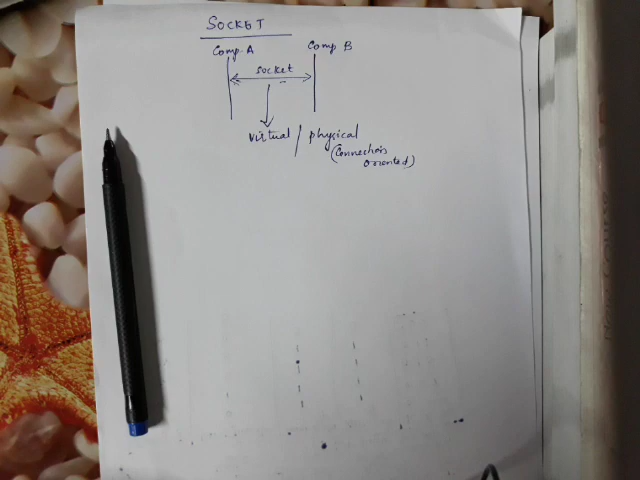 SOCKET
Comp. A Comp B
socket
virtual / physical
(Connection
oriented)